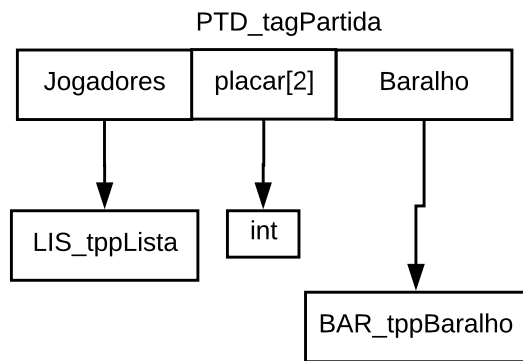 PTD_tagPartida
Jogadores
placar[2]
Baralho
LIS_tppLista
int
BAR_tppBaralho